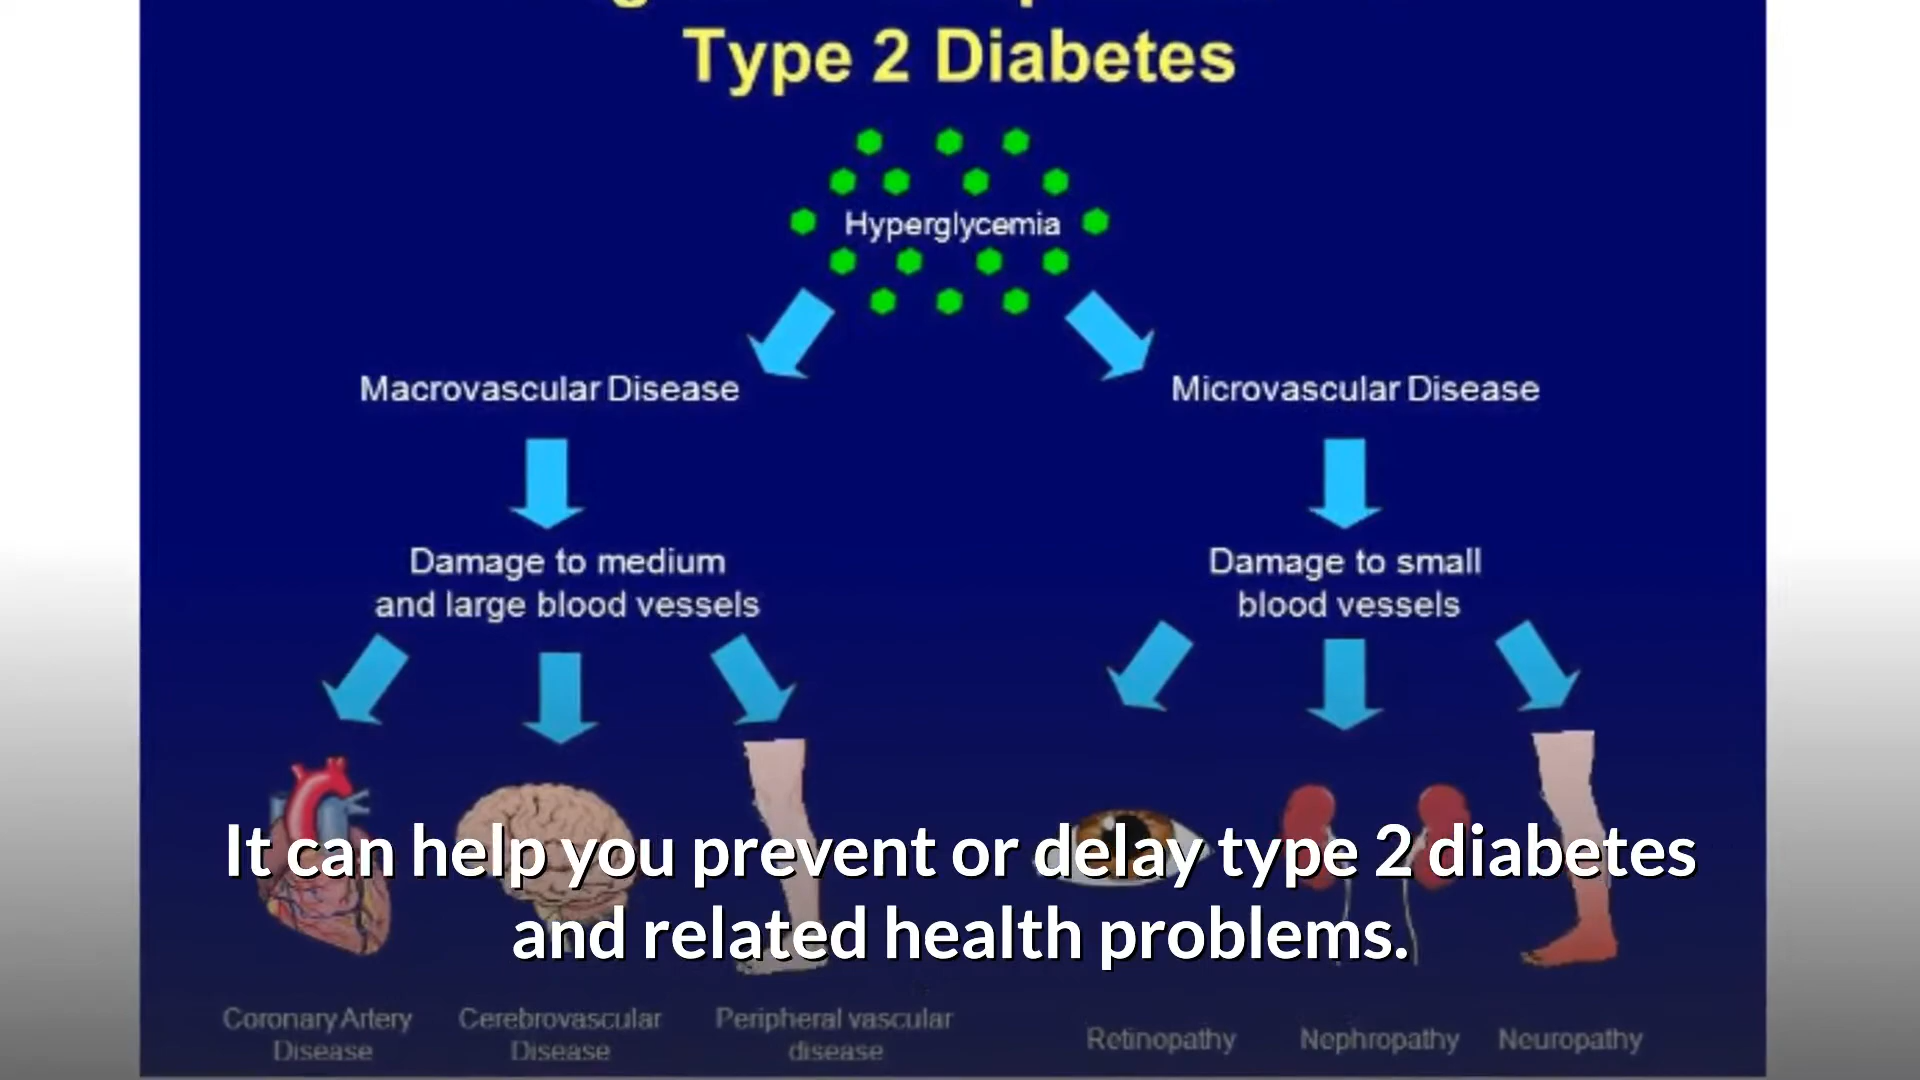 Type 2 Diabetes
Hyperglycemia
Macrovascular Disease
Microvascular Disease
Damage to medium
and large blood vessels
Damage to small
blood vessels
It can help you prevent or delay type 2 diabetes
and related health problems.
Coronary Artery
Disease
Cerebrovascular
Disease
Peripheral vascular
disease
Retinopathy
Nephropathy
Neuropathy